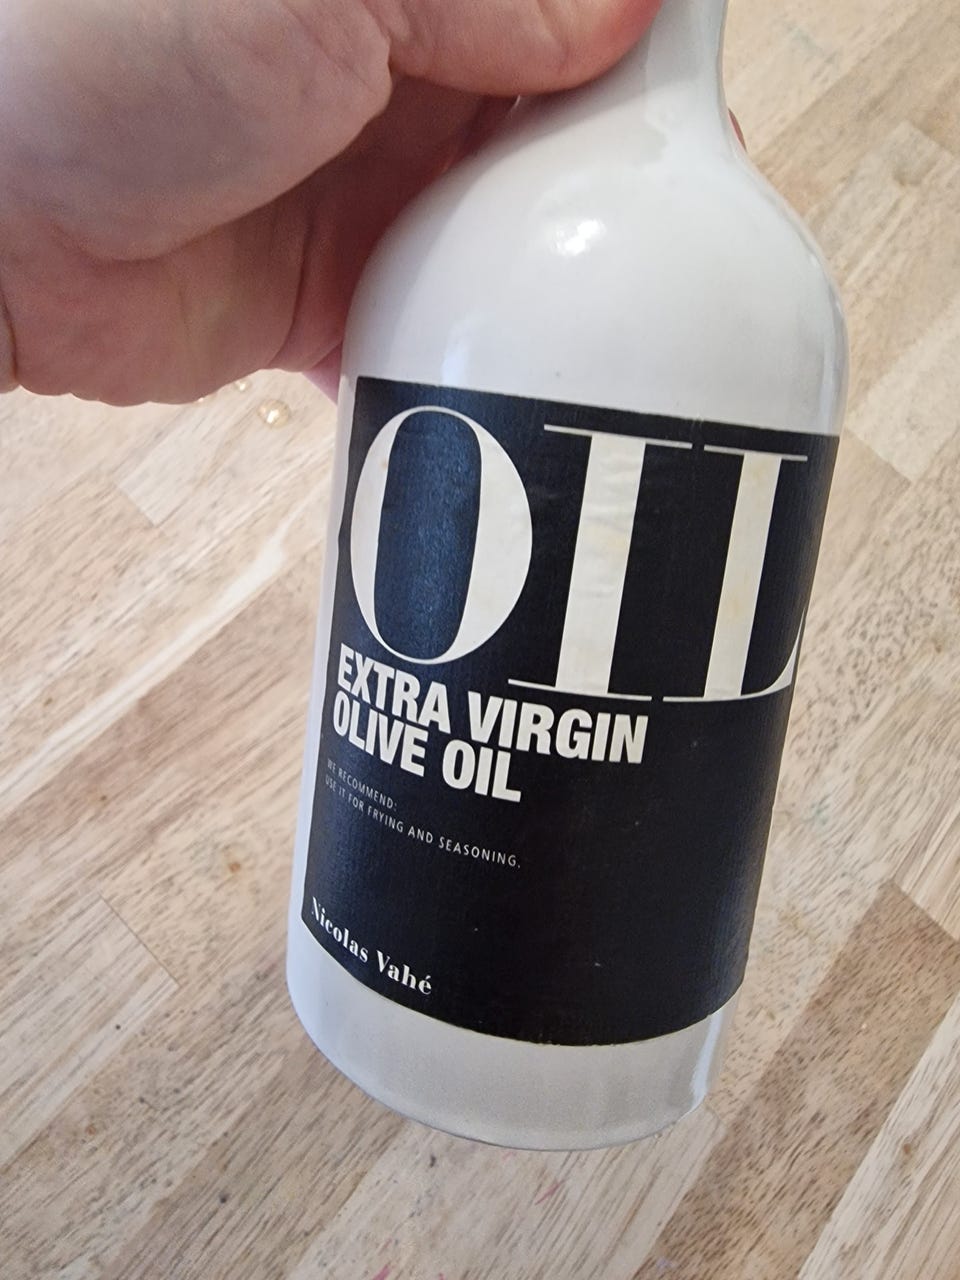 OIL
EXTRA VIRGIN
OLIVE OIL
WE RECOMMEND:
USE IT FOR FRYING AND SEASONING.
Nicolas Vahé